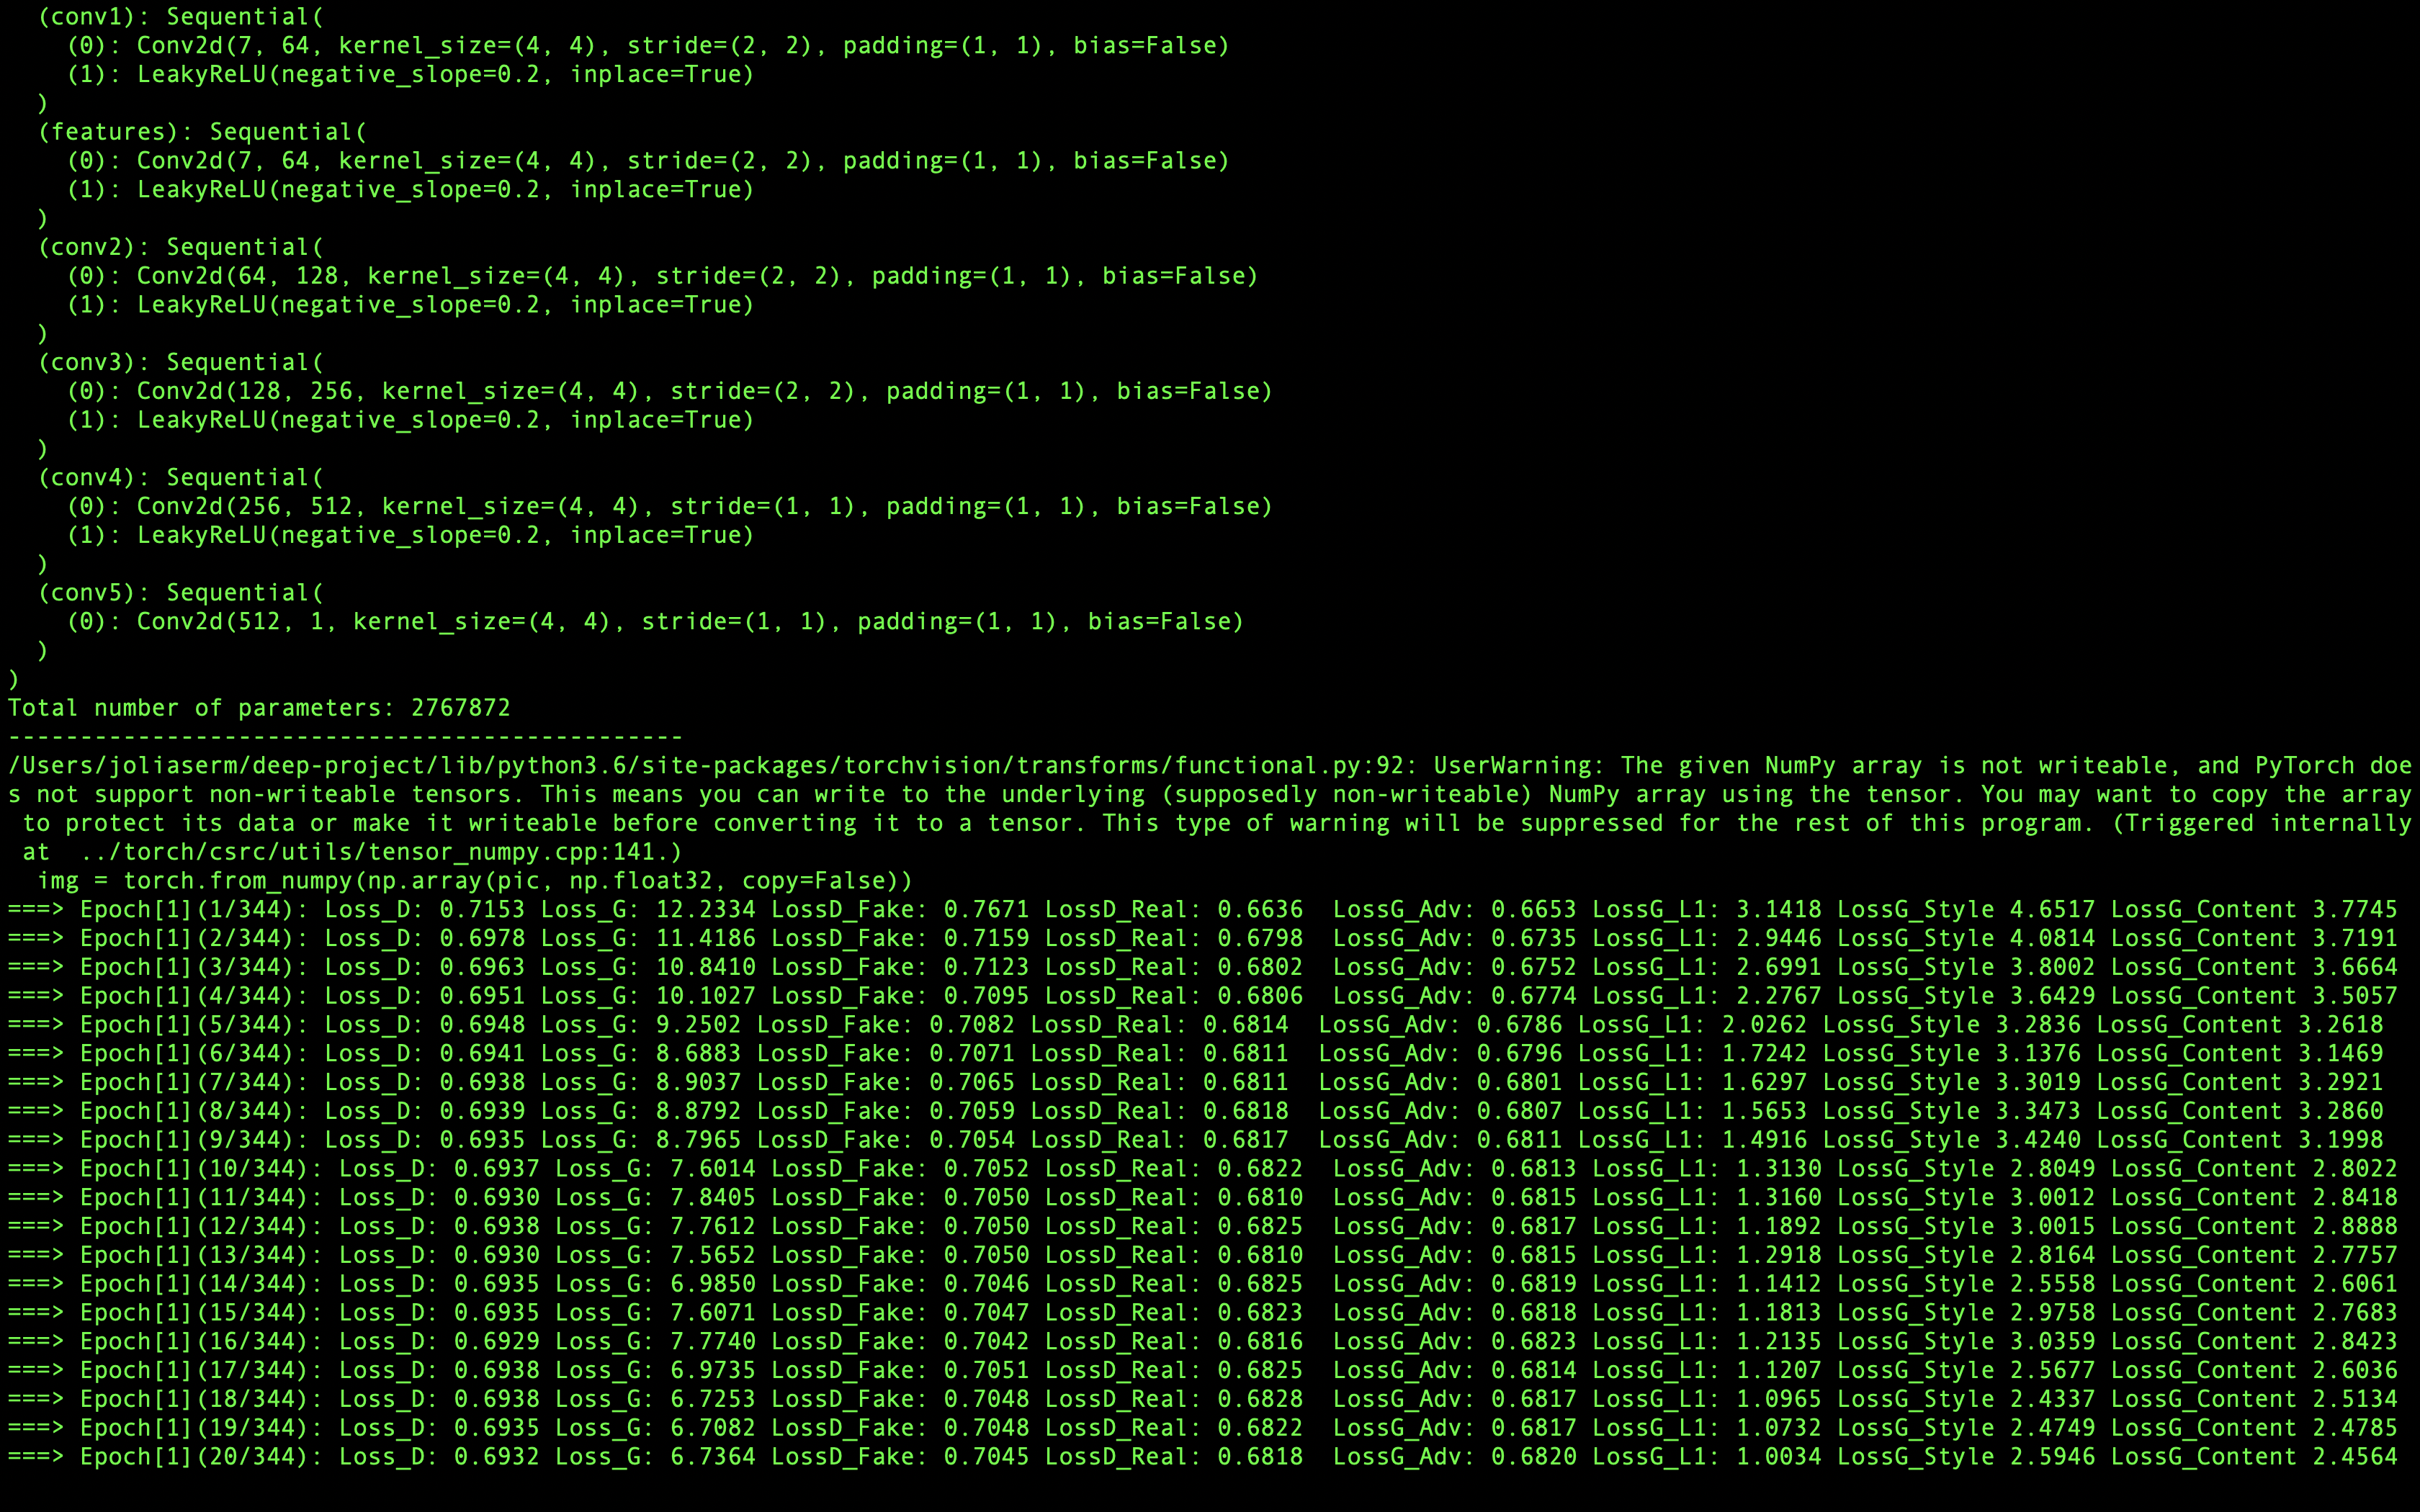 (conv1): Sequential(
(0): Conv2d(7, 64, kernel_size=(4, 4), stride=(2, 2), padding=(1, 1), bias=False)
(1): LeakyReLU(negative_slope=0.2, inplace=True)
)
(features): Sequential(
(0): Conv2d(7, 64, kernel_size=(4, 4), stride=(2, 2), padding=(1, 1), bias=False)
(1): LeakyReLU(negative_slope=0.2, inplace=True)
)
(conv2): Sequential(
(0): Conv2d(64, 128, kernel_size=(4, 4), stride=(2, 2), padding=(1, 1), bias=False)
(1): LeakyReLU(negative_slope=0.2, inplace=True)
)
(conv3): Sequential(
(0): Conv2d(128, 256, kernel_size=(4, 4), stride=(2, 2), padding=(1, 1), bias=False)
(1): LeakyReLU(negative_slope=0.2, inplace=True)
)
(conv4): Sequential(
(0): Conv2d(256, 512, kernel_size=(4, 4), stride=(1, 1), padding=(1, 1), bias=False)
(1): LeakyReLU(negative_slope=0.2, inplace=True)
)
(conv5): Sequential(
(0): Conv2d(512, 1, kernel_size=(4, 4), stride=(1, 1), padding=(1, 1), bias=False)
)
)
Total number of parameters: 2767872
-----------------------------------------------
/Users/joliaserm/deep-project/lib/python3.6/site-packages/torchvision/transforms/functional.py:92: UserWarning: The given NumPy array is not writeable, and PyTorch doe
s not support non-writeable tensors. This means you can write to the underlying (supposedly non-writeable) NumPy array using the tensor. You may want to copy the array
to protect its data or make it writeable before converting it to a tensor. This type of warning will be suppressed for the rest of this program. (Triggered internally
at  ../torch/csrc/utils/tensor_numpy.cpp:141.)
img = torch.from_numpy(np.array(pic, np.float32, copy=False))
===> Epoch[1](1/344): Loss_D: 0.7153 Loss_G: 12.2334 LossD_Fake: 0.7671 LossD_Real: 0.6636  LossG_Adv: 0.6653 LossG_L1: 3.1418 LossG_Style 4.6517 LossG_Content 3.7745
===> Epoch[1](2/344): Loss_D: 0.6978 Loss_G: 11.4186 LossD_Fake: 0.7159 LossD_Real: 0.6798  LossG_Adv: 0.6735 LossG_L1: 2.9446 LossG_Style 4.0814 LossG_Content 3.7191
===> Epoch[1](3/344): Loss_D: 0.6963 Loss_G: 10.8410 LossD_Fake: 0.7123 LossD_Real: 0.6802  LossG_Adv: 0.6752 LossG_L1: 2.6991 LossG_Style 3.8002 LossG_Content 3.6664
===> Epoch[1](4/344): Loss_D: 0.6951 Loss_G: 10.1027 LossD_Fake: 0.7095 LossD_Real: 0.6806  LossG_Adv: 0.6774 LossG_L1: 2.2767 LossG_Style 3.6429 LossG_Content 3.5057
===> Epoch[1](5/344): Loss_D: 0.6948 Loss_G: 9.2502 LossD_Fake: 0.7082 LossD_Real: 0.6814  LossG_Adv: 0.6786 LossG_L1: 2.0262 LossG_Style 3.2836 LossG_Content 3.2618
===> Epoch[1](6/344): Loss_D: 0.6941 Loss_G: 8.6883 LossD_Fake: 0.7071 LossD_Real: 0.6811  LossG_Adv: 0.6796 LossG_L1: 1.7242 LossG_Style 3.1376 LossG_Content 3.1469
===> Epoch[1](7/344): Loss_D: 0.6938 Loss_G: 8.9037 LossD_Fake: 0.7065 LossD_Real: 0.6811  LossG_Adv: 0.6801 LossG_L1: 1.6297 LossG_Style 3.3019 LossG_Content 3.2921
===> Epoch[1](8/344): Loss_D: 0.6939 Loss_G: 8.8792 LossD_Fake: 0.7059 LossD_Real: 0.6818  LossG_Adv: 0.6807 LossG_L1: 1.5653 LossG_Style 3.3473 LossG_Content 3.2860
===> Epoch[1](9/344): Loss_D: 0.6935 Loss_G: 8.7965 LossD_Fake: 0.7054 LossD_Real: 0.6817  LossG_Adv: 0.6811 LossG_L1: 1.4916 LossG_Style 3.4240 LossG_Content 3.1998
===> Epoch[1](10/344): Loss_D: 0.6937 Loss_G: 7.6014 LossD_Fake: 0.7052 LossD_Real: 0.6822  LossG_Adv: 0.6813 LossG_L1: 1.3130 LossG_Style 2.8049 LossG_Content 2.8022
===> Epoch[1](11/344): Loss_D: 0.6930 Loss_G: 7.8405 LossD_Fake: 0.7050 LossD_Real: 0.6810  LossG_Adv: 0.6815 LossG_L1: 1.3160 LossG_Style 3.0012 LossG_Content 2.8418
===> Epoch[1](12/344): Loss_D: 0.6938 Loss_G: 7.7612 LossD_Fake: 0.7050 LossD_Real: 0.6825  LossG_Adv: 0.6817 LossG_L1: 1.1892 LossG_Style 3.0015 LossG_Content 2.8888
===> Epoch[1](13/344): Loss_D: 0.6930 Loss_G: 7.5652 LossD_Fake: 0.7050 LossD_Real: 0.6810  LossG_Adv: 0.6815 LossG_L1: 1.2918 LossG_Style 2.8164 LossG_Content 2.7757
===> Epoch[1](14/344): Loss_D: 0.6935 Loss_G: 6.9850 LossD_Fake: 0.7046 LossD_Real: 0.6825  LossG_Adv: 0.6819 LossG_L1: 1.1412 LossG_Style 2.5558 LossG_Content 2.6061
===> Epoch[1](15/344): Loss_D: 0.6935 Loss_G: 7.6071 LossD_Fake: 0.7047 LossD_Real: 0.6823  LossG_Adv: 0.6818 LossG_L1: 1.1813 LossG_Style 2.9758 LossG_Content 2.7683
===> Epoch[1](16/344): Loss_D: 0.6929 Loss_G: 7.7740 LossD_Fake: 0.7042 LossD_Real: 0.6816  LossG_Adv: 0.6823 LossG_L1: 1.2135 LossG_Style 3.0359 LossG_Content 2.8423
===> Epoch[1](17/344): Loss_D: 0.6938 Loss_G: 6.9735 LossD_Fake: 0.7051 LossD_Real: 0.6825  LossG_Adv: 0.6814 LossG_L1: 1.1207 LossG_Style 2.5677 LossG_Content 2.6036
===> Epoch[1](18/344): Loss_D: 0.6938 Loss_G: 6.7253 LossD_Fake: 0.7048 LossD_Real: 0.6828  LossG_Adv: 0.6817 LossG_L1: 1.0965 LossG_Style 2.4337 LossG_Content 2.5134
===> Epoch[1](19/344): Loss_D: 0.6935 Loss_G: 6.7082 LossD_Fake: 0.7048 LossD_Real: 0.6822  LossG_Adv: 0.6817 LossG_L1: 1.0732 LossG_Style 2.4749 LossG_Content 2.4785
===> Epoch[1](20/344): Loss_D: 0.6932 Loss_G: 6.7364 LossD_Fake: 0.7045 LossD_Real: 0.6818  LossG_Adv: 0.6820 LossG_L1: 1.0034 LossG_Style 2.5946 LossG_Content 2.4564